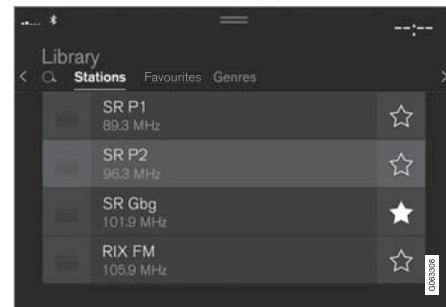 --:--
Library
Stations Favourites Genres
SR P1
89.3 MHz
SR P2
96.3 MHz
SR Gbg
101.9 MHz
RIX FM
105.9 MHz
G063308